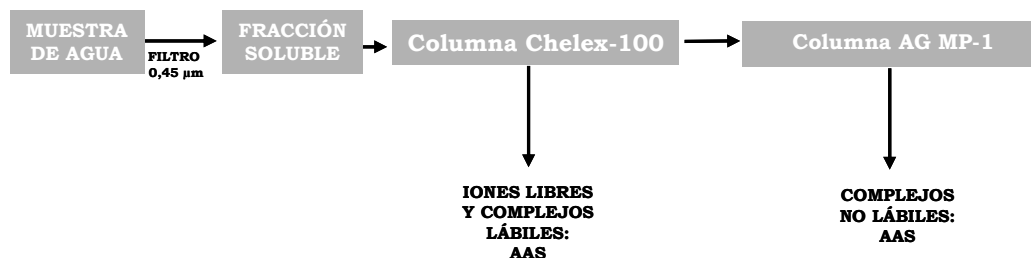 MUESTRA
DE AGUA
FILTRO
0,45 µm
FRACCIÓN
SOLUBLE
Columna Chelex-100
Columna AG MP-1
IONES LIBRES
Y COMPLEJOS
LÁBILES:
AAS
COMPLEJOS
NO LÁBILES:
AAS